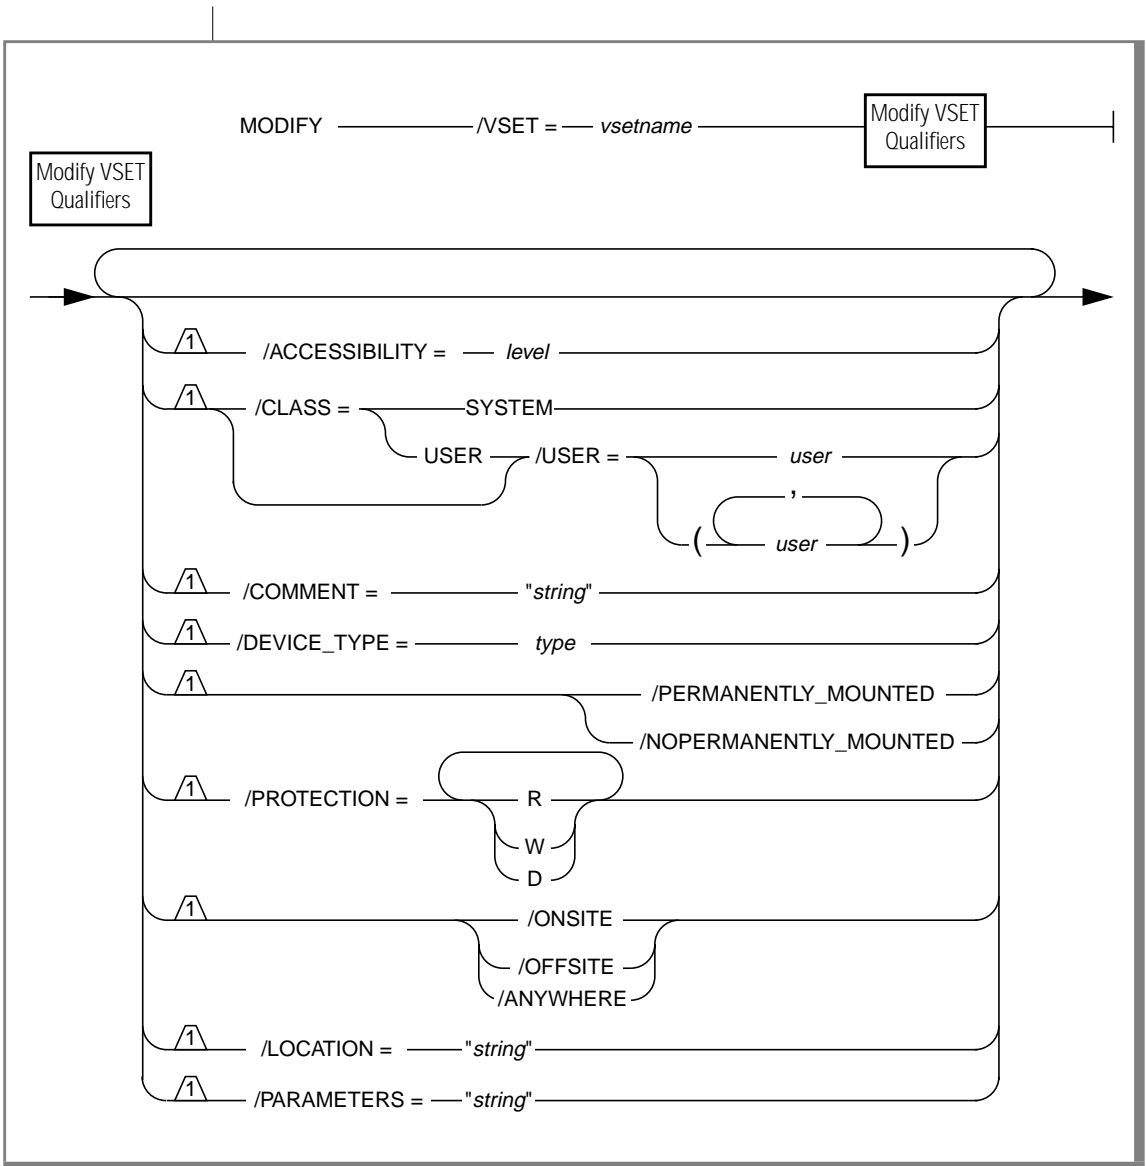 MODIFY /VSET = vsetname Modify VSET Qualifiers
Modify VSET
Qualifiers
1 /ACCESSIBILITY = level
1 /CLASS = SYSTEM
USER /USER = user
,
( user )
1 /COMMENT = "string"
1 /DEVICE_TYPE = type
1 /PERMANENTLY_MOUNTED
/NOPERMANENTLY_MOUNTED
1 /PROTECTION = R
W
D
1 /ONSITE
/OFFSITE
/ANYWHERE
1 /LOCATION = "string"
1 /PARAMETERS = "string"